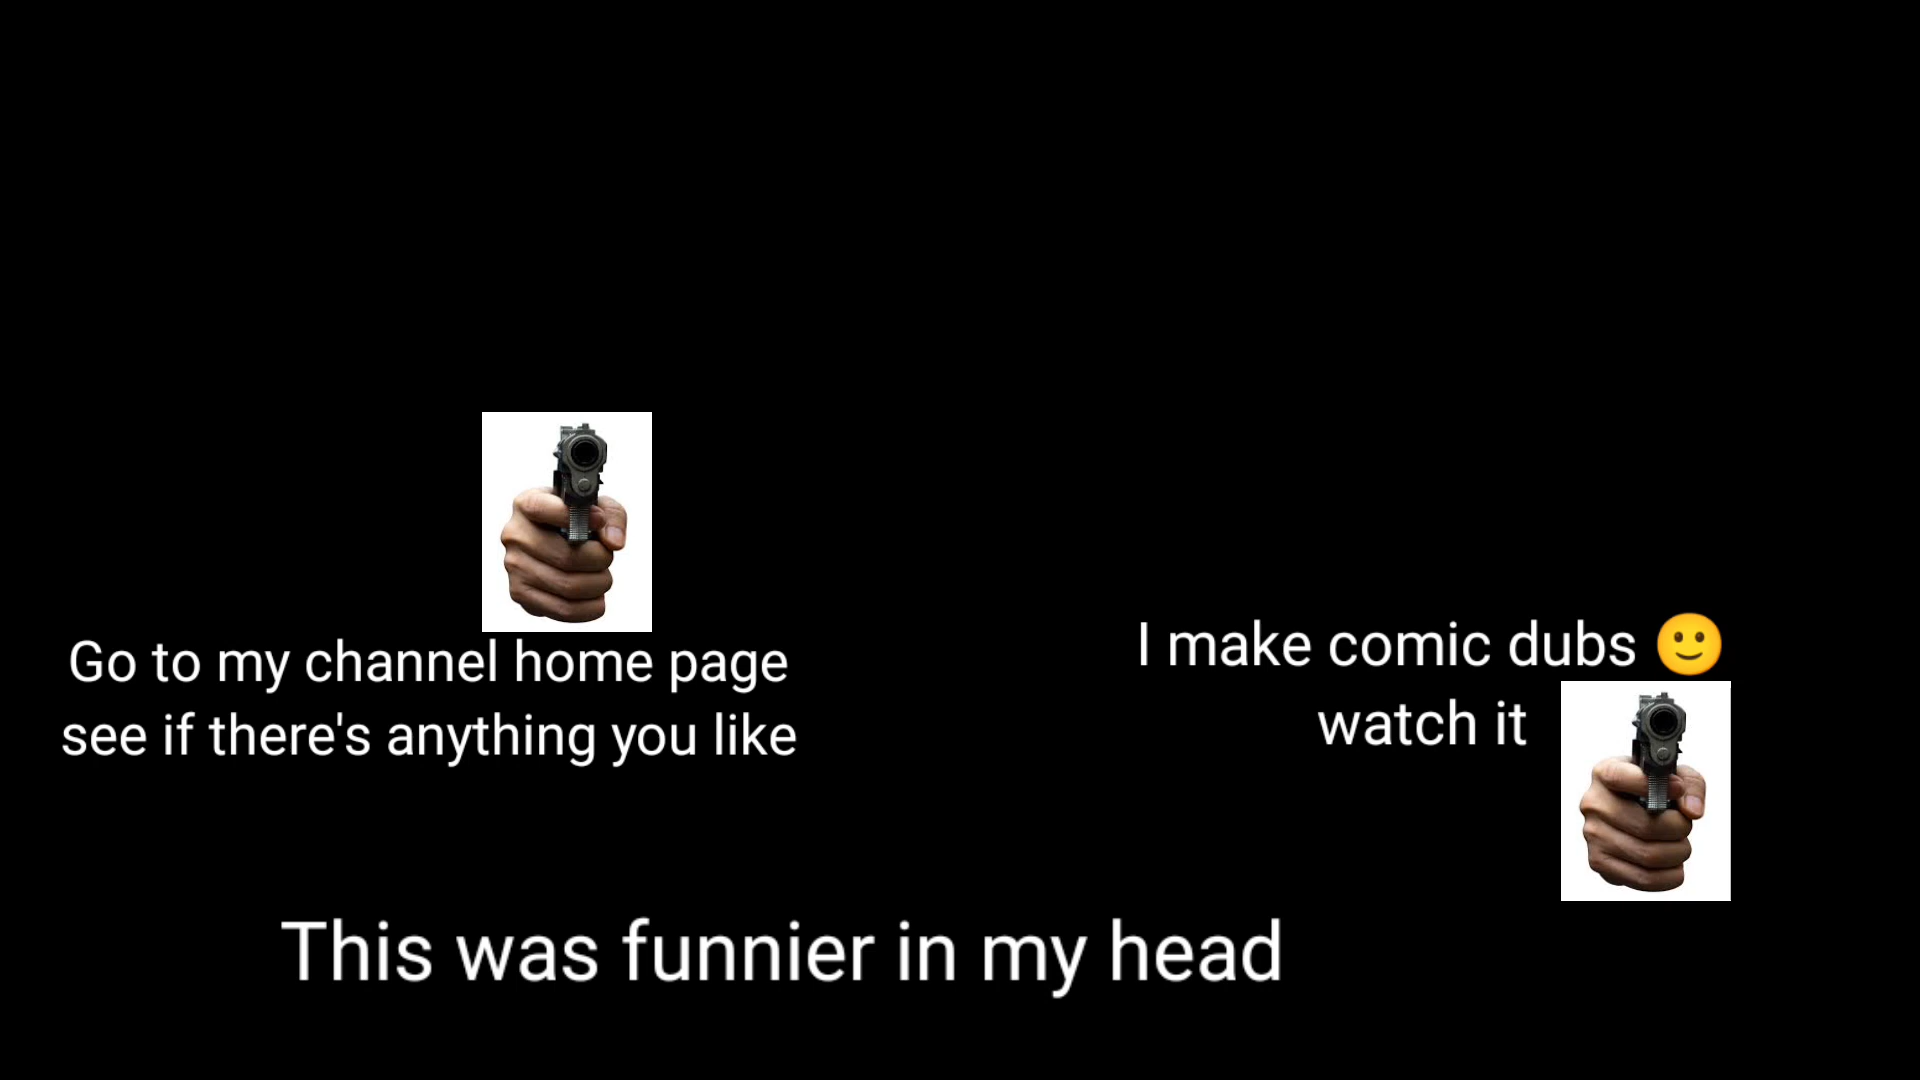 Go to my channel home page
see if there's anything you like
I make comic dubs 🙂
watch it
This was funnier in my head